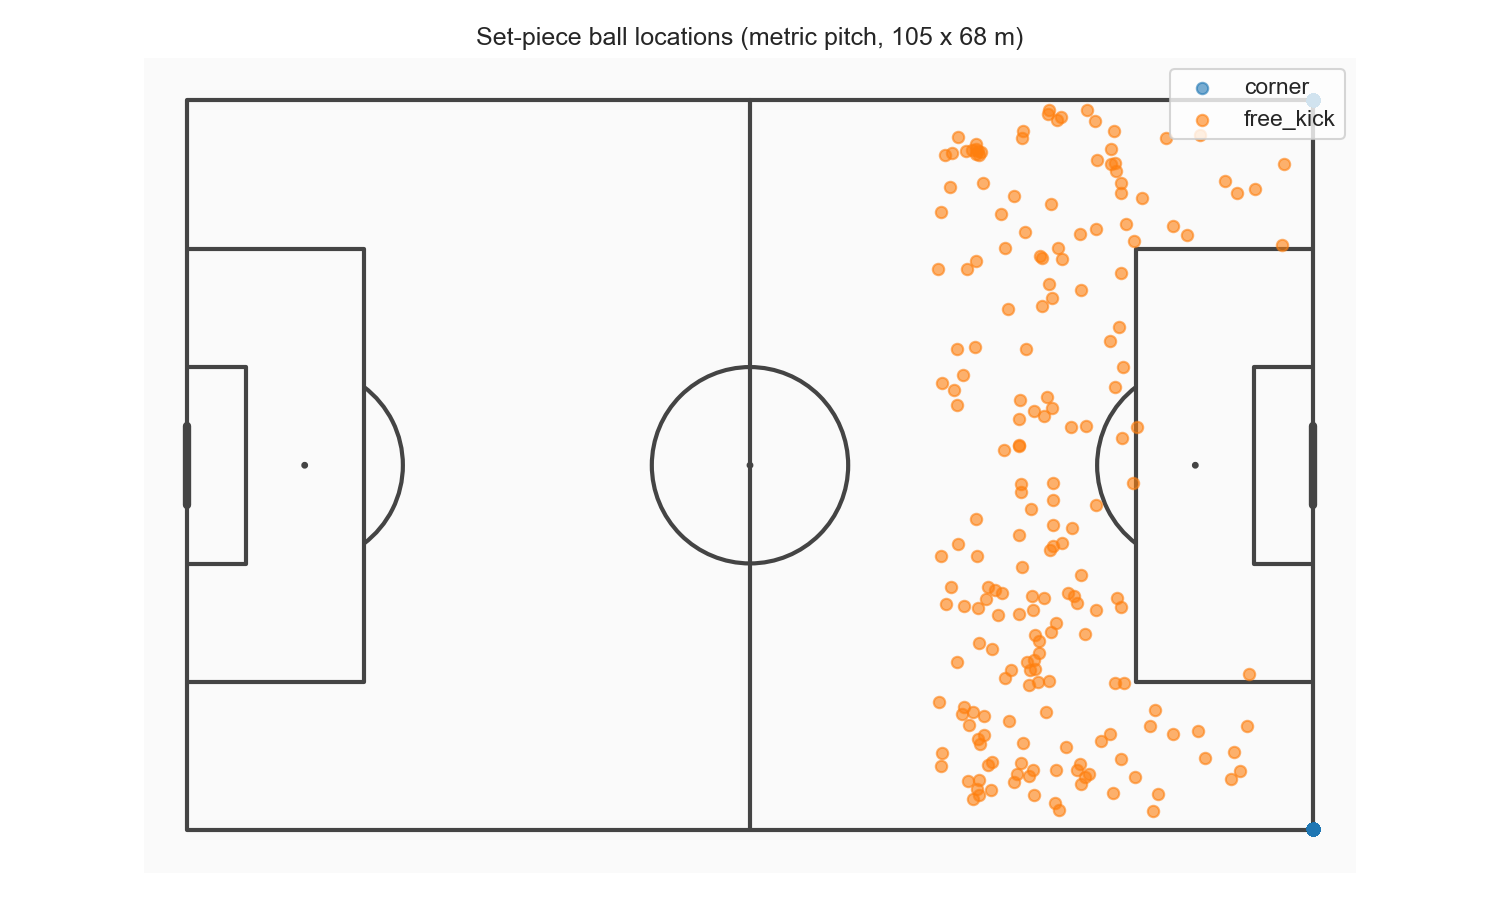 Set-piece ball locations (metric pitch, 105 x 68 m)
corner
free_kick